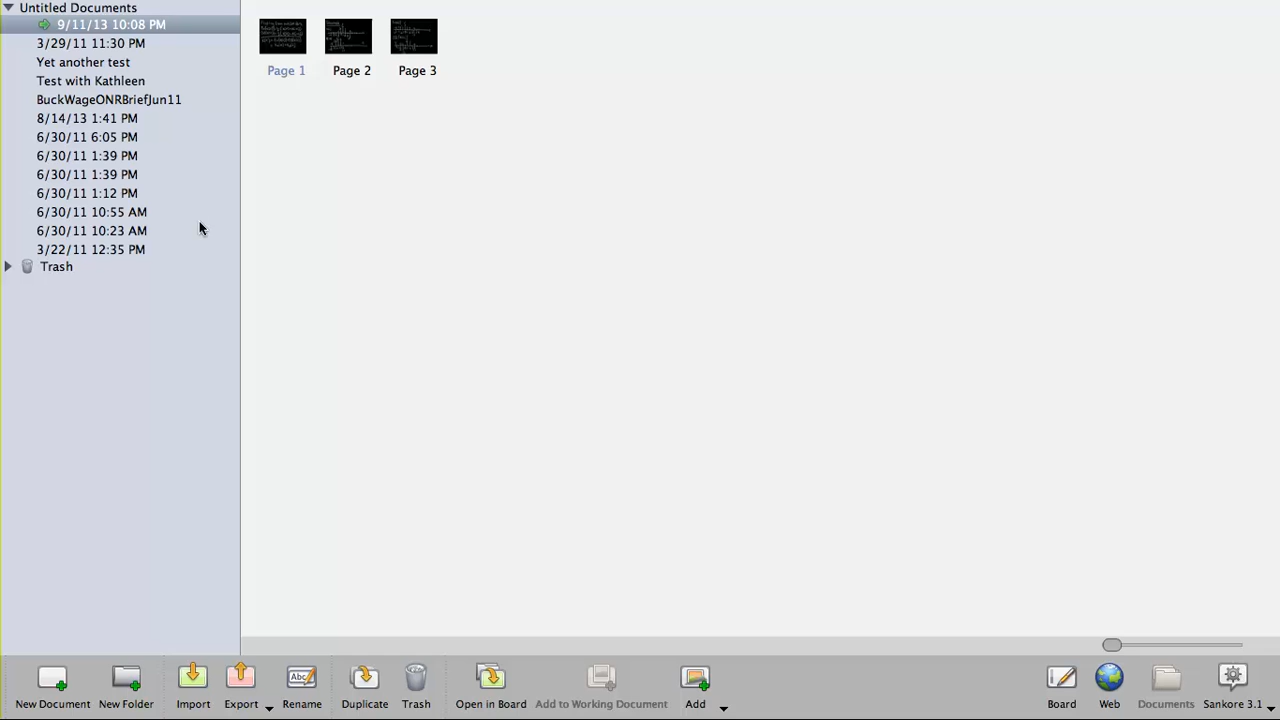 Untitled Documents
9/11/13 10:08 PM
3/22/11 11:30 PM
Yet another test
Test with Kathleen
BuckWageONRBriefJun11
8/14/13 1:41 PM
6/30/11 6:05 PM
6/30/11 1:39 PM
6/30/11 1:39 PM
6/30/11 1:12 PM
6/30/11 10:55 AM
6/30/11 10:23 AM
3/22/11 12:35 PM
Trash
Page 1 Page 2 Page 3
Abc
New Document New Folder Import Export Rename Duplicate Trash Open in Board Add to Working Document Add Board Web Documents Sankore 3.1